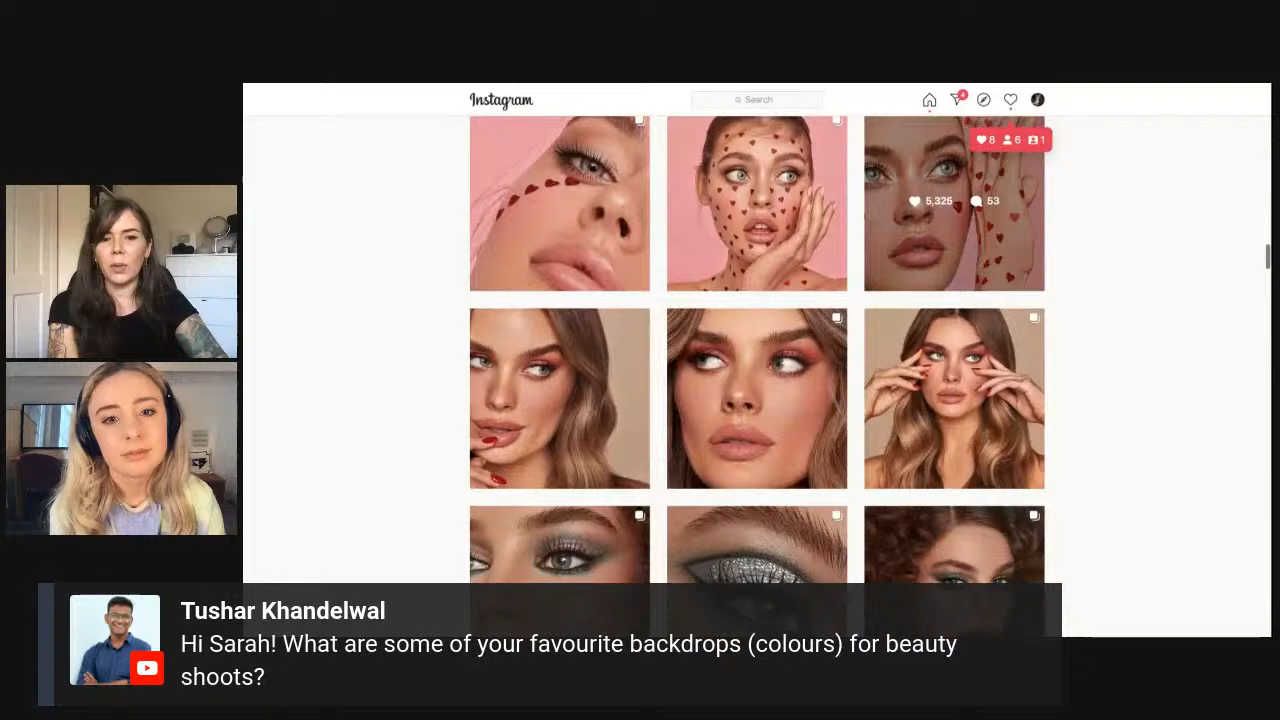 Instagram
Search
4
8 6 1
5,325 53
Tushar Khandelwal
Hi Sarah! What are some of your favourite backdrops (colours) for beauty
shoots?